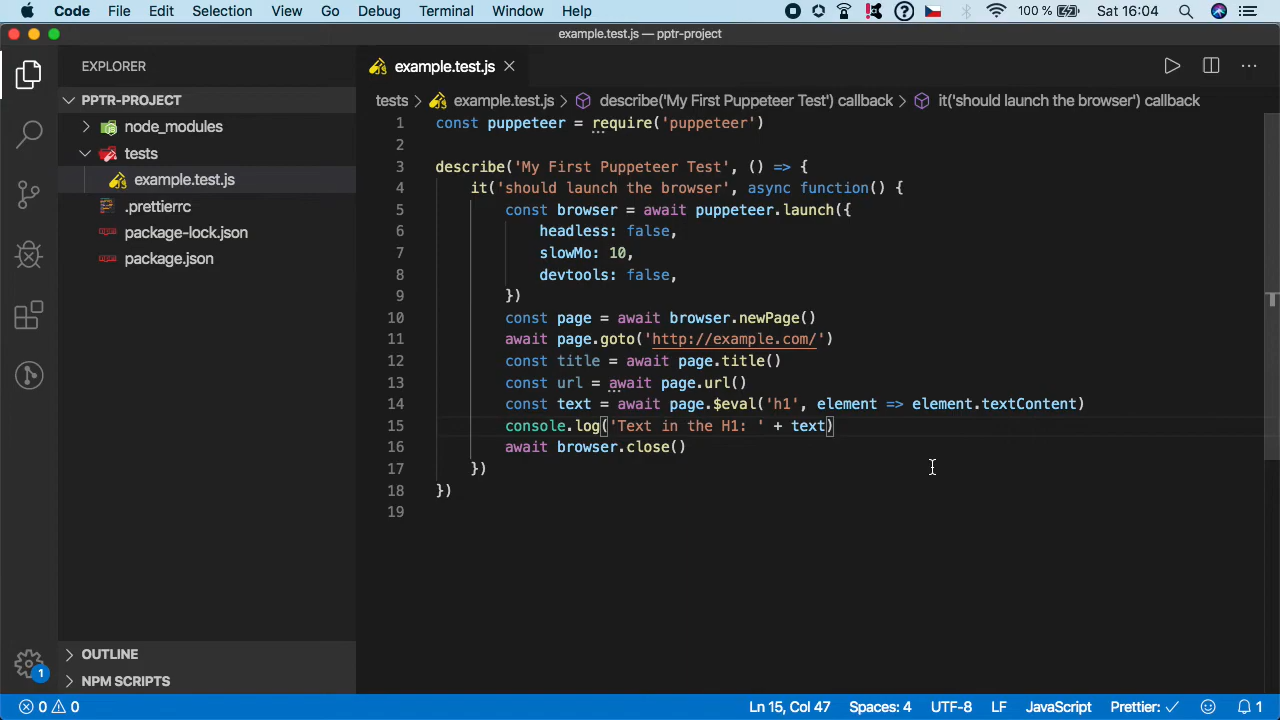 Code File Edit Selection View Go Debug Terminal Window Help 100 % Sat 16:04
example.test.js — pptr-project
EXPLORER
PPTR-PROJECT
node_modules
tests
example.test.js
.prettierrc
package-lock.json
package.json
OUTLINE
NPM SCRIPTS
1
example.test.js
tests > example.test.js > describe('My First Puppeteer Test') callback > it('should launch the browser') callback
1 const puppeteer = require('puppeteer')
2
3 describe('My First Puppeteer Test', () => {
4 it('should launch the browser', async function() {
5 const browser = await puppeteer.launch({
6 headless: false,
7 slowMo: 10,
8 devtools: false,
9 })
10 const page = await browser.newPage()
11 await page.goto('http://example.com/')
12 const title = await page.title()
13 const url = await page.url()
14 const text = await page.$eval('h1', element => element.textContent)
15 console.log('Text in the H1: ' + text)
16 await browser.close()
17 })
18 })
19
0 0 Ln 15, Col 47 Spaces: 4 UTF-8 LF JavaScript Prettier: ✓ 1